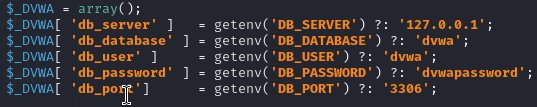 $_DVWA = array();
$_DVWA[ 'db_server' ]   = getenv('DB_SERVER') ?: '127.0.0.1';
$_DVWA[ 'db_database' ] = getenv('DB_DATABASE') ?: 'dvwa';
$_DVWA[ 'db_user' ]     = getenv('DB_USER') ?: 'dvwa';
$_DVWA[ 'db_password' ] = getenv('DB_PASSWORD') ?: 'dvwapassword';
$_DVWA[ 'db_port']      = getenv('DB_PORT') ?: '3306';